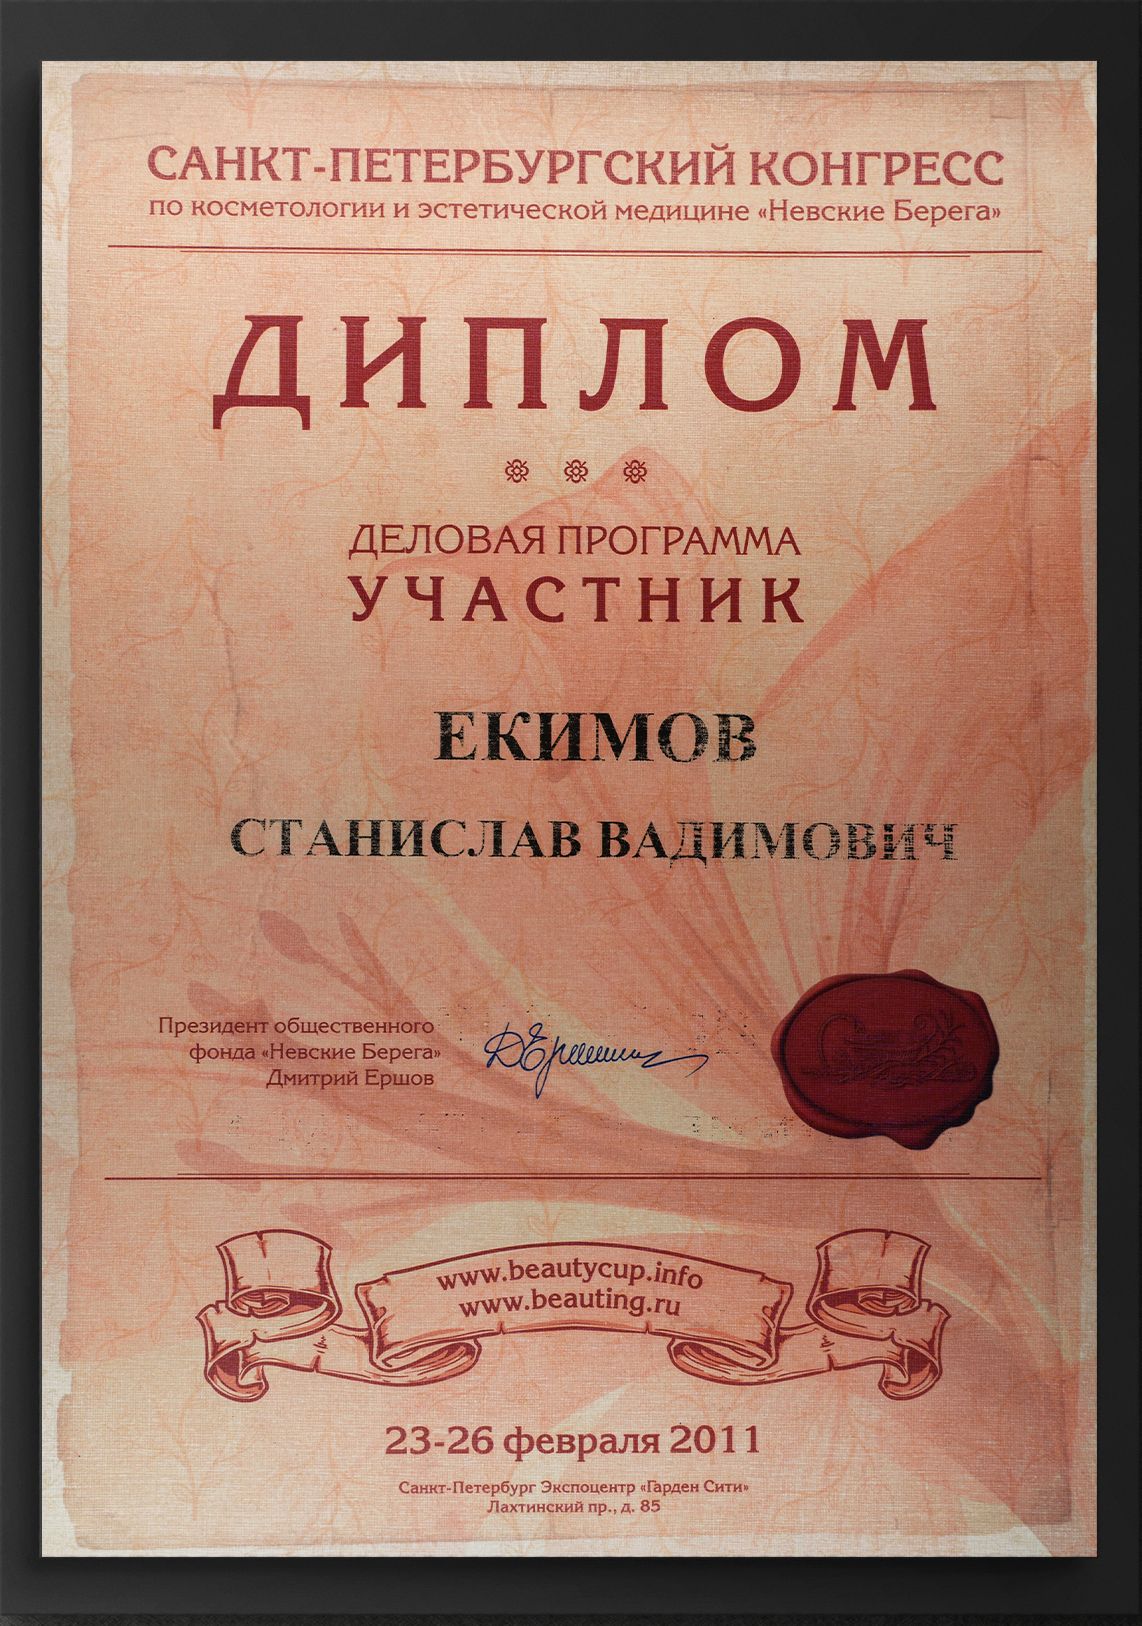 САНКТ-ПЕТЕРБУРГСКИЙ КОНГРЕСС
по косметологии и эстетической медицине «Невские Берега»
ДИПЛОМ
ДЕЛОВАЯ ПРОГРАММА
УЧАСТНИК
ЕКИМОВ
СТАНИСЛАВ ВАДИМОВИЧ
Президент общественного
фонда «Невские Берега»
Дмитрий Ершов
www.beautycup.info
www.beauting.ru
23-26 февраля 2011
Санкт-Петербург Экспоцентр «Гарден Сити»
Лахтинский пр., д. 85